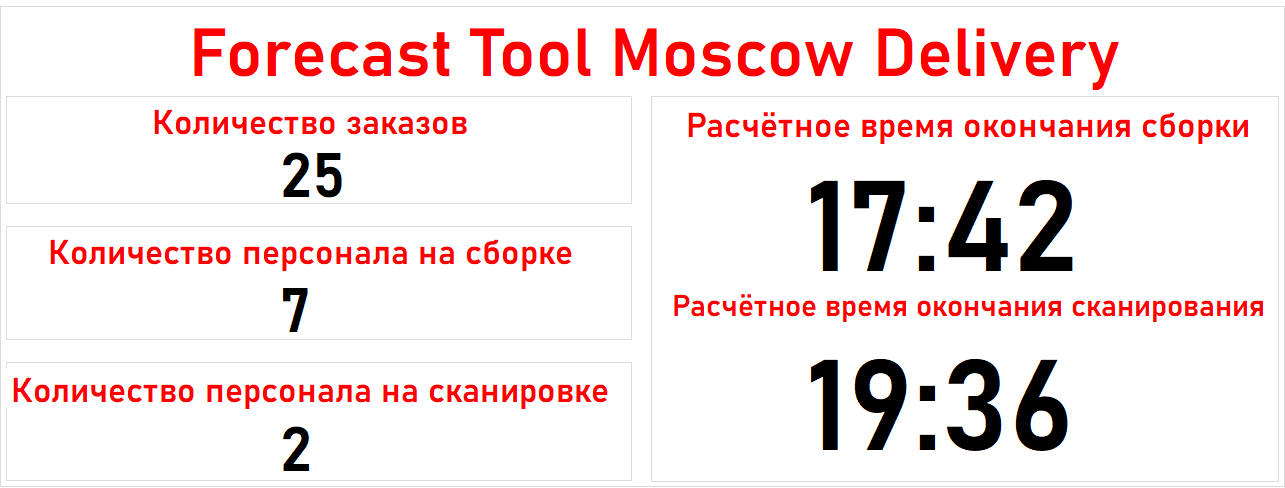 Forecast Tool Moscow Delivery
Количество заказов
25
Количество персонала на сборке
7
Количество персонала на сканировке
2
Расчётное время окончания сборки
17:42
Расчётное время окончания сканирования
19:36